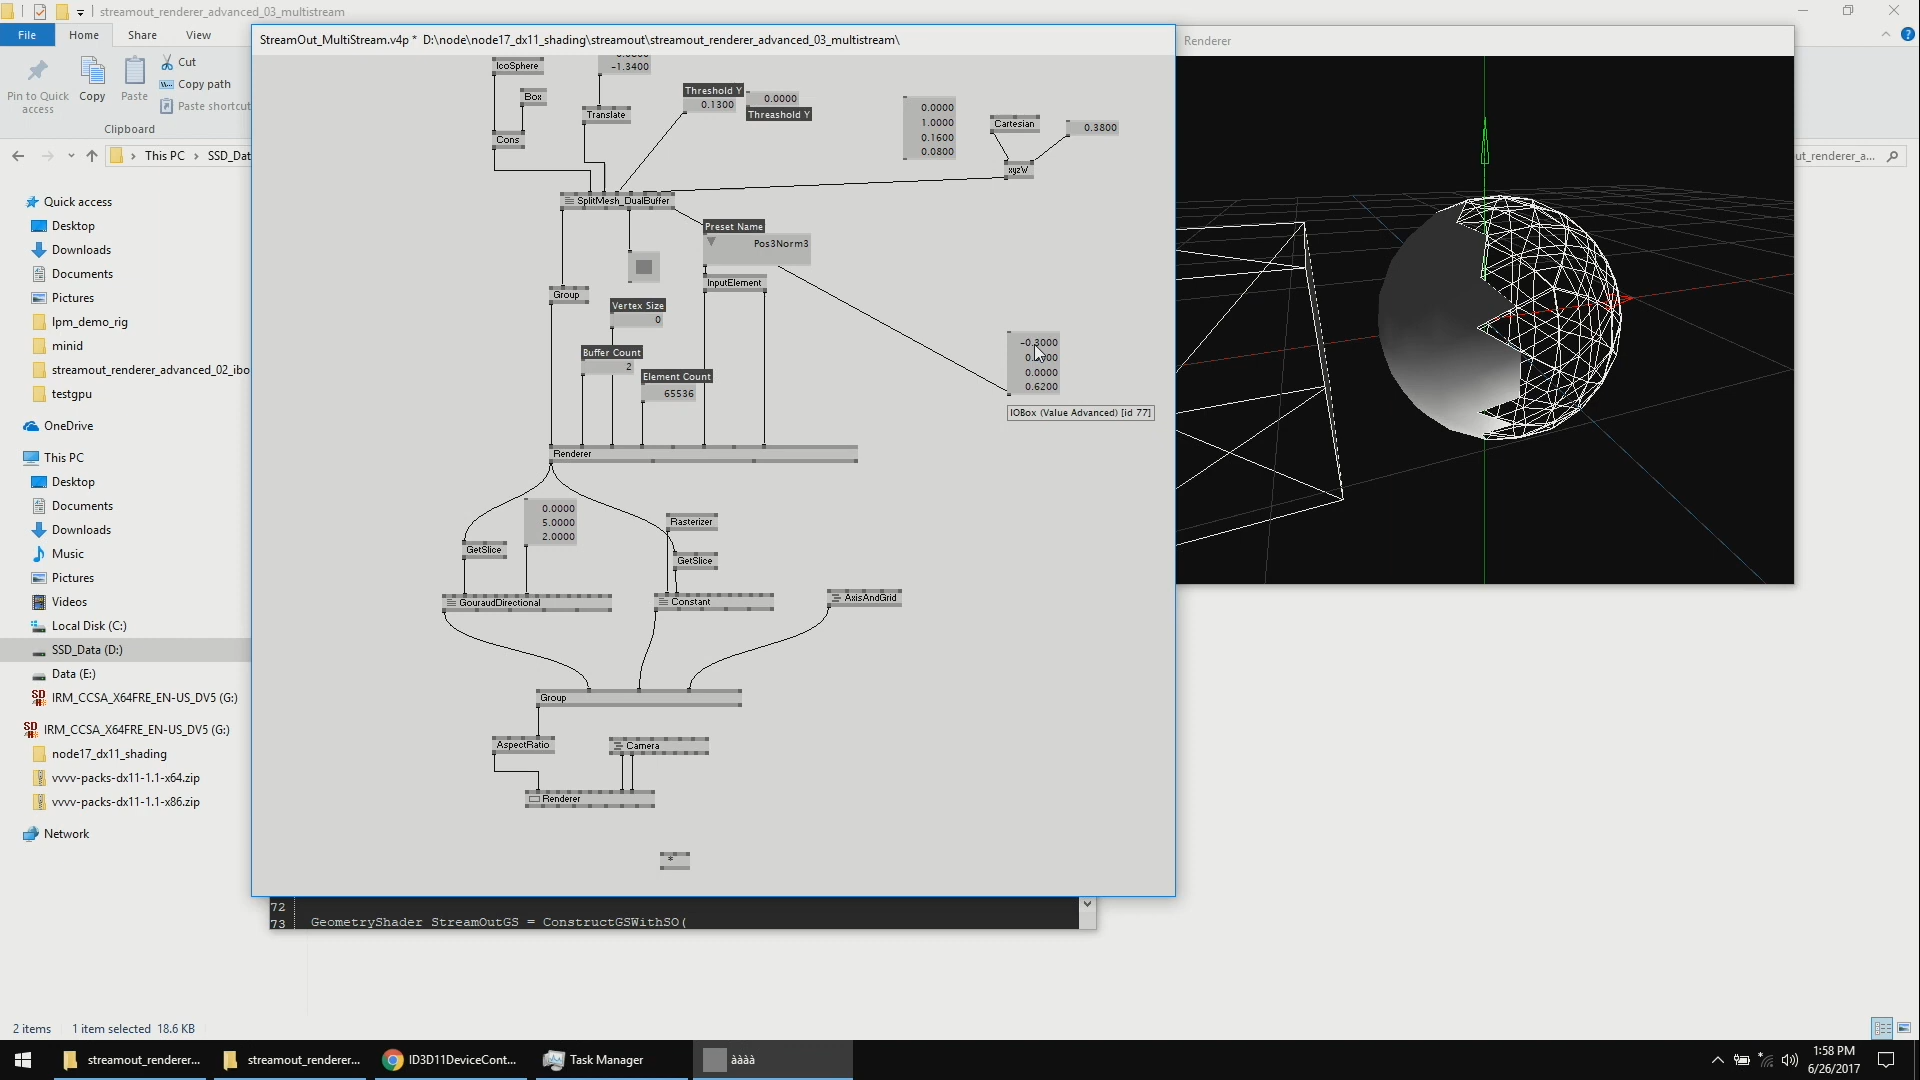 streamout_renderer_advanced_03_multistream
File
Home
Share
View
Pin to Quick
access
Copy
Paste
Cut
Copy path
Paste shortcut
Clipboard
This PC
SSD_Dat
ut_renderer_a...
Quick access
Desktop
Downloads
Documents
Pictures
lpm_demo_rig
minid
streamout_renderer_advanced_02_ibo
testgpu
OneDrive
This PC
Desktop
Documents
Downloads
Music
Pictures
Videos
Local Disk (C:)
SSD_Data (D:)
Data (E:)
IRM_CCSA_X64FRE_EN-US_DV5 (G:)
IRM_CCSA_X64FRE_EN-US_DV5 (G:)
node17_dx11_shading
vvvv-packs-dx11-1.1-x64.zip
vvvv-packs-dx11-1.1-x86.zip
Network
2 items
1 item selected 18.6 KB
StreamOut_MultiStream.v4p * D:\node\node17_dx11_shading\streamout\streamout_renderer_advanced_03_multistream\
IcoSphere
-1.3400
Box
Translate
Cons
Threshold Y
0.1300
0.0000
Threashold Y
0.0000
1.0000
0.1600
0.0800
Cartesian
0.3800
xyzW
SplitMesh_DualBuffer
Preset Name
Pos3Norm3
InputElement
Group
Vertex Size
0
Buffer Count
2
Element Count
65536
-0.3000
0.0000
0.6200
IOBox (Value Advanced) [id 77]
Renderer
0.0000
5.0000
2.0000
Rasterizer
GetSlice
GetSlice
GouraudDirectional
Constant
AxisAndGrid
Group
AspectRatio
Camera
Renderer
*
Renderer
72
73 GeometryShader StreamOutGS = ConstructGSWithSO(
streamout_renderer...
streamout_renderer...
ID3D11DeviceCont...
Task Manager
àààà
1:58 PM
6/26/2017